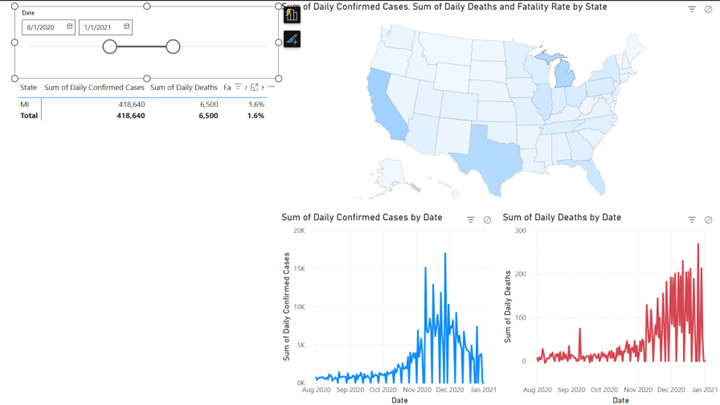 Date
8/1/2020 1/1/2021
State Sum of Daily Confirmed Cases Sum of Daily Deaths Fa
MI 418,640 6,500 1.6%
Total 418,640 6,500 1.6%
Sum of Daily Confirmed Cases, Sum of Daily Deaths and Fatality Rate by State
Sum of Daily Confirmed Cases by Date
Sum of Daily Confirmed Cases
20K
15K
10K
5K
0K
Aug 2020 Sep 2020 Oct 2020 Nov 2020 Dec 2020 Jan 2021
Date
Sum of Daily Deaths by Date
Sum of Daily Deaths
300
200
100
0
Aug 2020 Sep 2020 Oct 2020 Nov 2020 Dec 2020 Jan 2021
Date